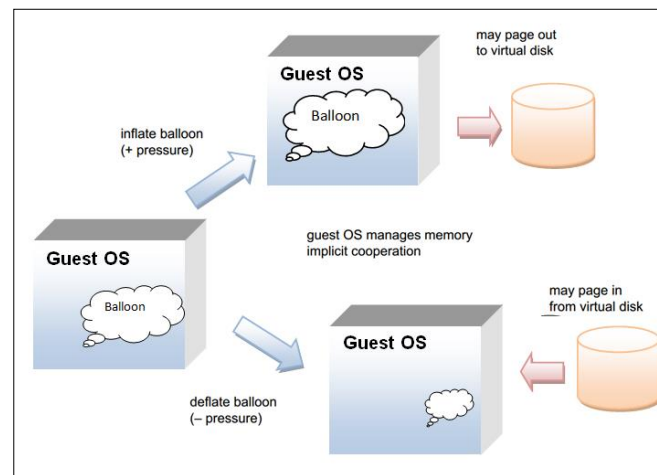 may page out
to virtual disk
Guest OS
Balloon
inflate balloon
(+ pressure)
guest OS manages memory
implicit cooperation
Guest OS
Balloon
may page in
from virtual disk
Guest OS
deflate balloon
(– pressure)